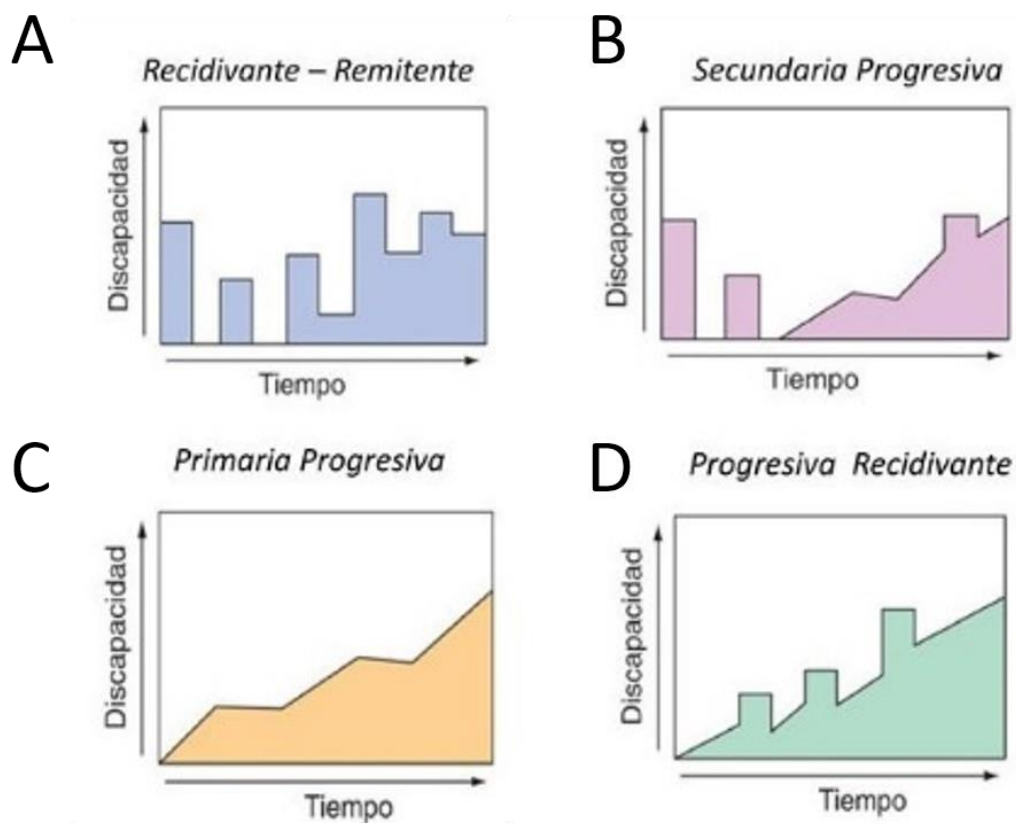 A
Recidivante – Remitente
Discapacidad
Tiempo
B
Secundaria Progresiva
Discapacidad
Tiempo
C
Primaria Progresiva
Discapacidad
Tiempo
D
Progresiva Recidivante
Discapacidad
Tiempo